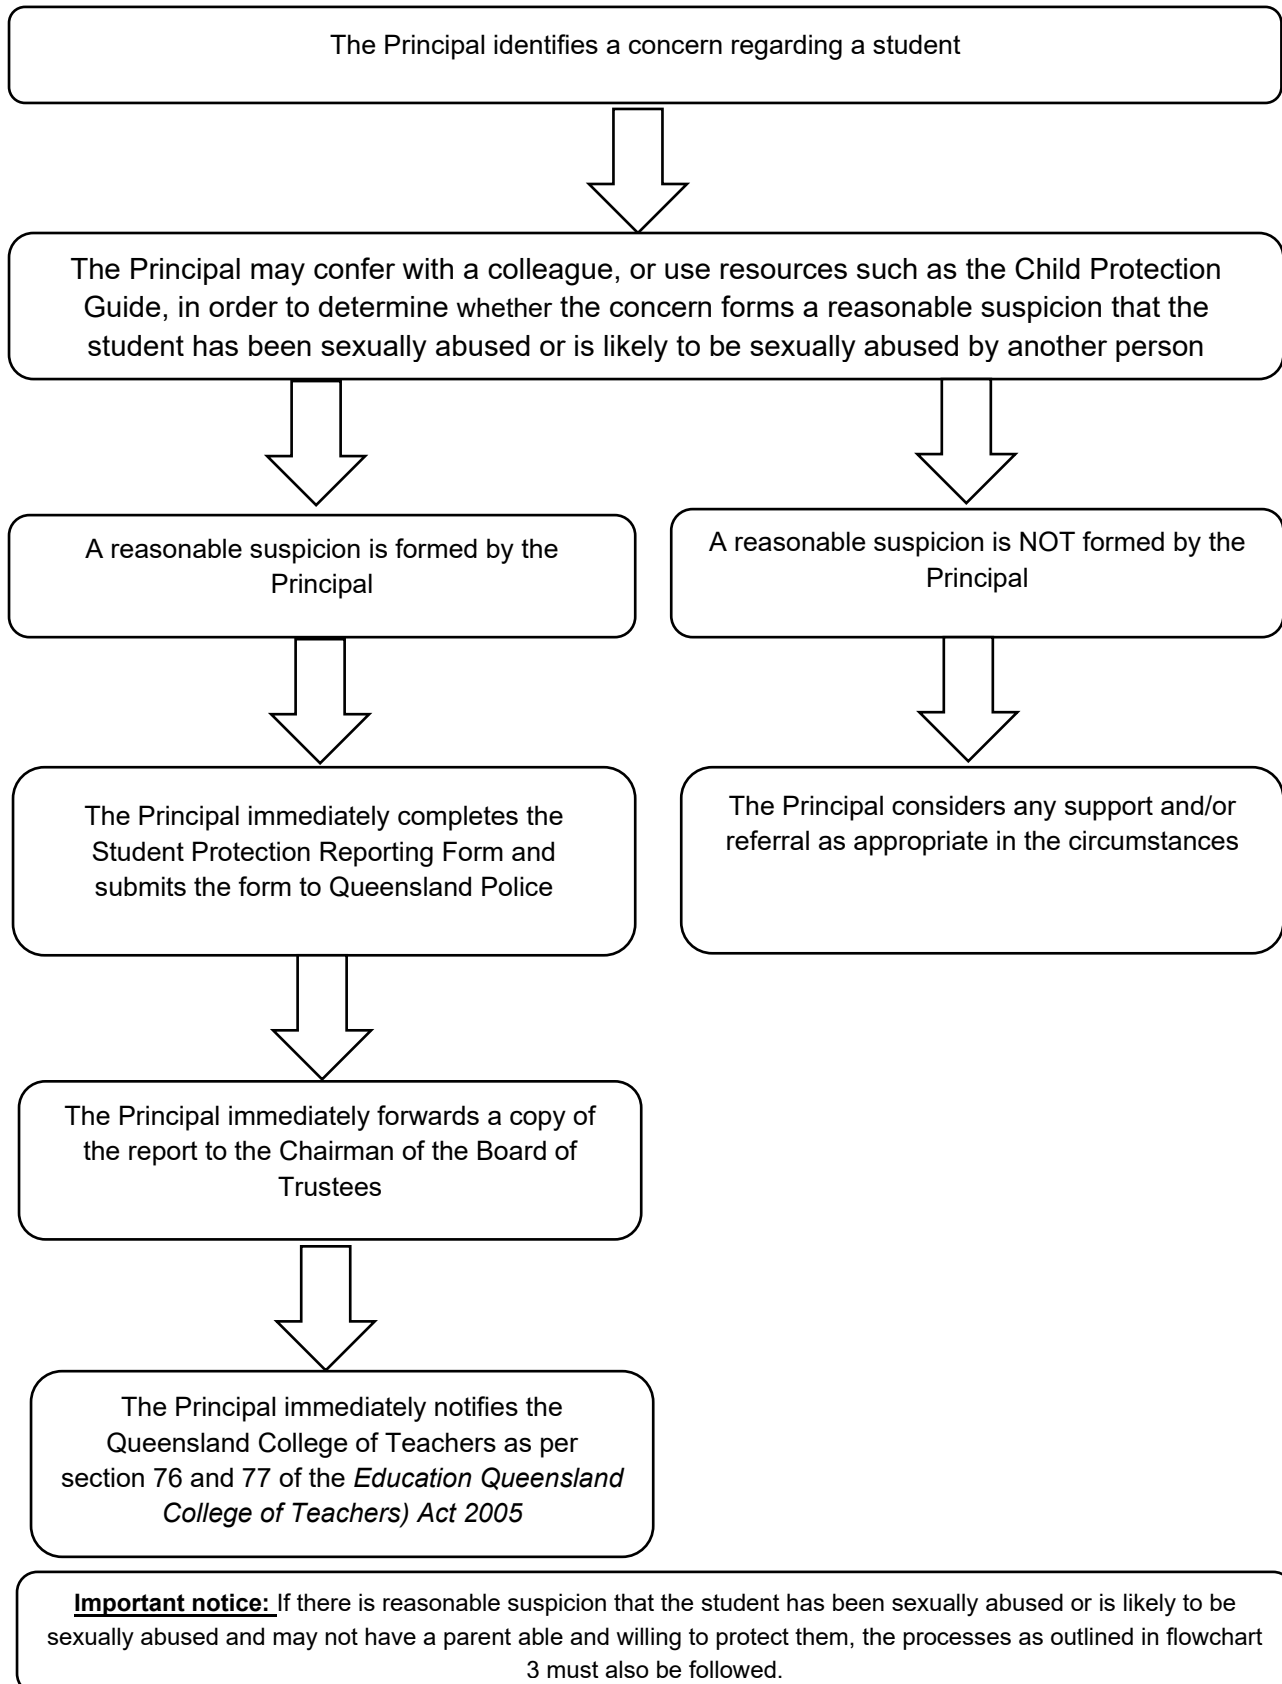 The Principal identifies a concern regarding a student
The Principal may confer with a colleague, or use resources such as the Child Protection
Guide, in order to determine whether the concern forms a reasonable suspicion that the
student has been sexually abused or is likely to be sexually abused by another person
A reasonable suspicion is formed by the
Principal
A reasonable suspicion is NOT formed by the
Principal
The Principal immediately completes the
Student Protection Reporting Form and
submits the form to Queensland Police
The Principal considers any support and/or
referral as appropriate in the circumstances
The Principal immediately forwards a copy of
the report to the Chairman of the Board of
Trustees
The Principal immediately notifies the
Queensland College of Teachers as per
section 76 and 77 of the Education Queensland
College of Teachers) Act 2005
Important notice: If there is reasonable suspicion that the student has been sexually abused or is likely to be
sexually abused and may not have a parent able and willing to protect them, the processes as outlined in flowchart
3 must also be followed.